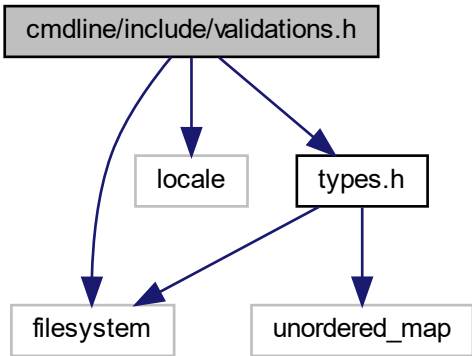 cmdline/include/validations.h
locale
types.h
filesystem
unordered_map